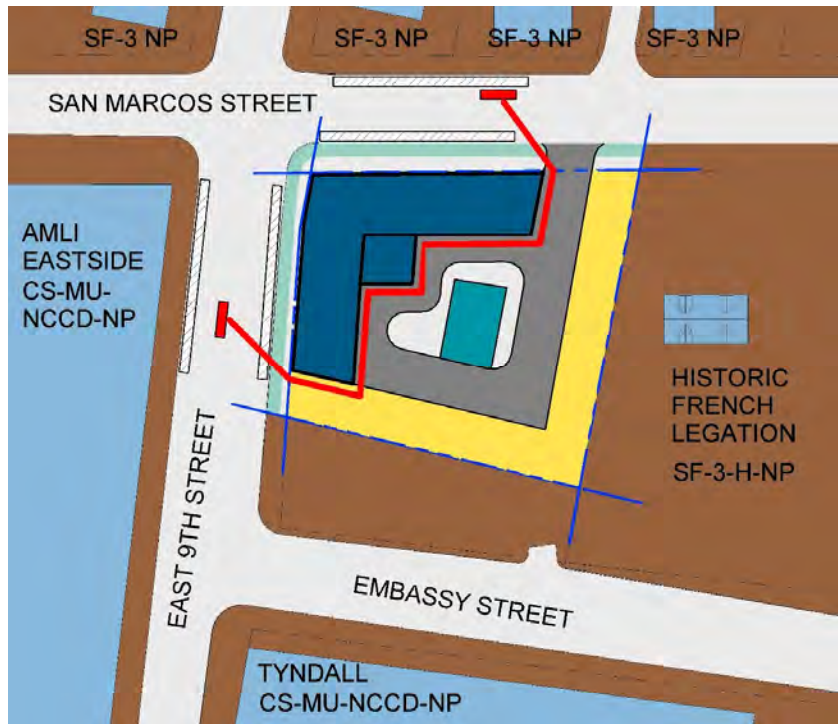 SF-3 NP
SF-3 NP
SF-3 NP
SF-3 NP
SAN MARCOS STREET
AMLI
EASTSIDE
CS-MU-
NCCD-NP
HISTORIC
FRENCH
LEGATION
SF-3-H-NP
EAST 9TH STREET
EMBASSY STREET
TYNDALL
CS-MU-NCCD-NP